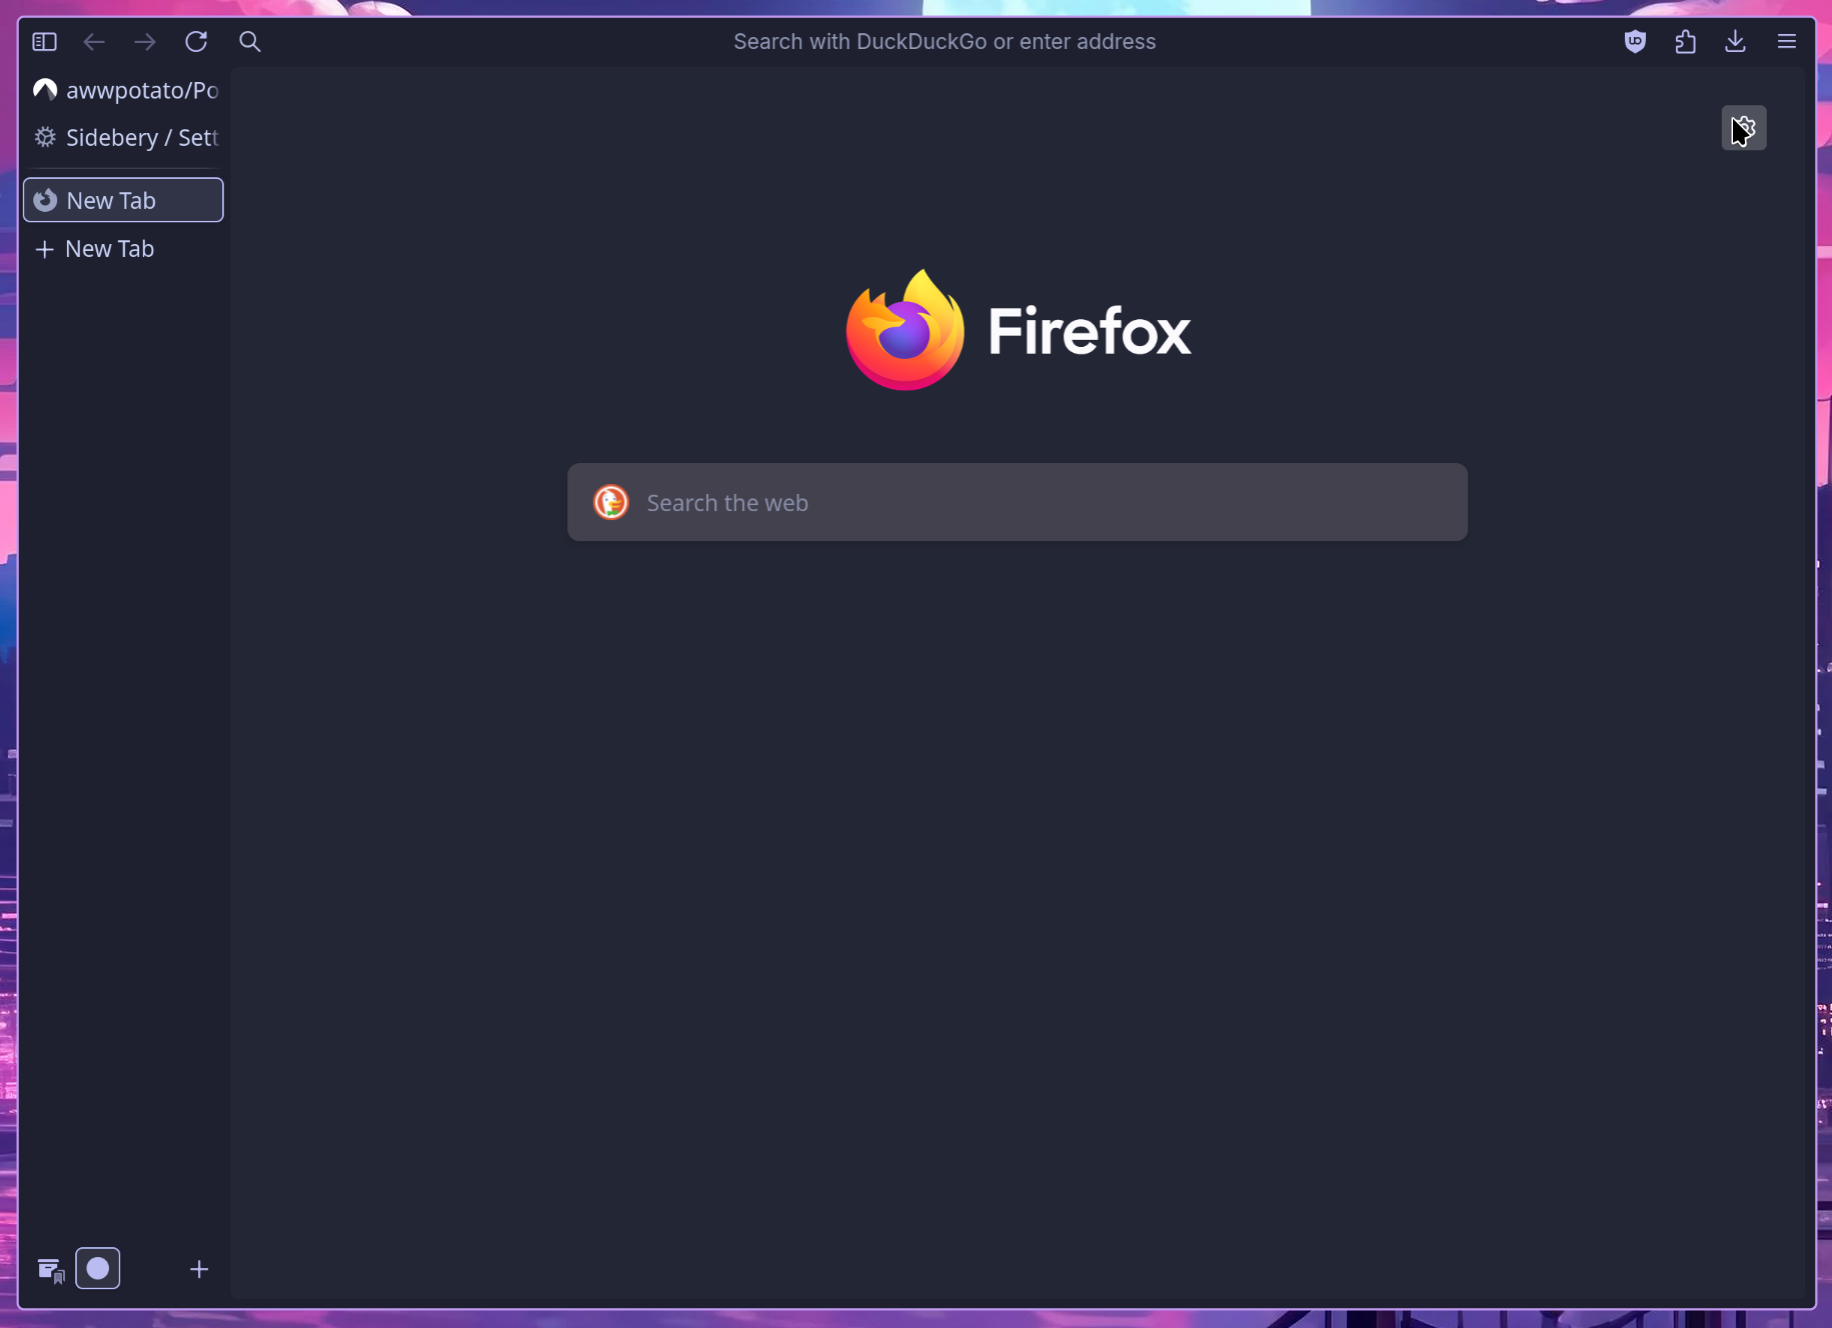 Search with DuckDuckGo or enter address
awwpotato/Po
Sidebery / Sett
New Tab
New Tab
Firefox
Search the web